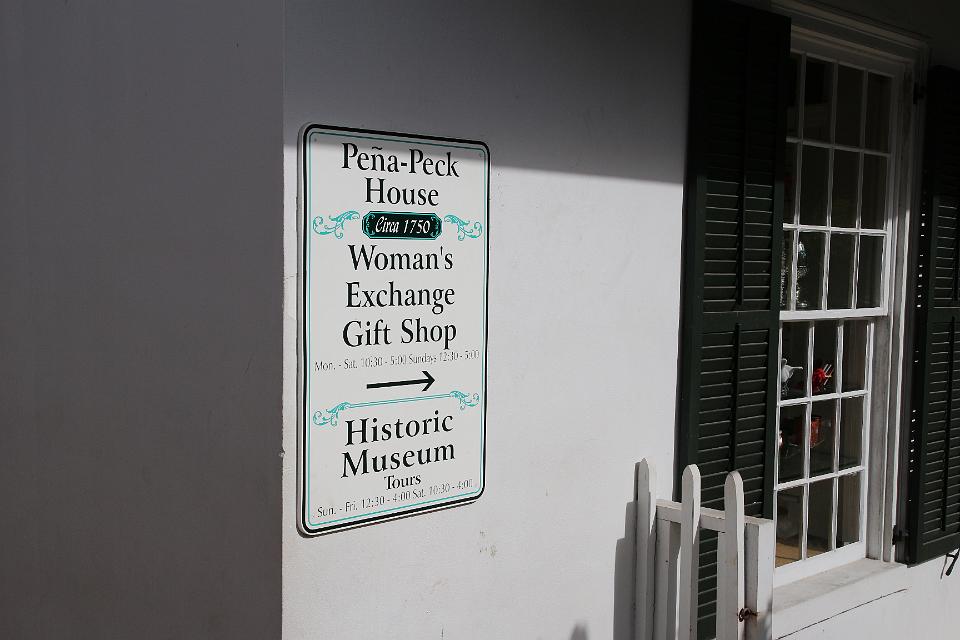 Peña-Peck
House
Circa 1750
Woman's
Exchange
Gift Shop
Mon. - Sat. 10:30 - 5:00 Sundays 12:30 - 5:00
Historic
Museum
Tours
Sun. - Fri. 12:30 - 4:00 Sat. 10:30 - 4:00